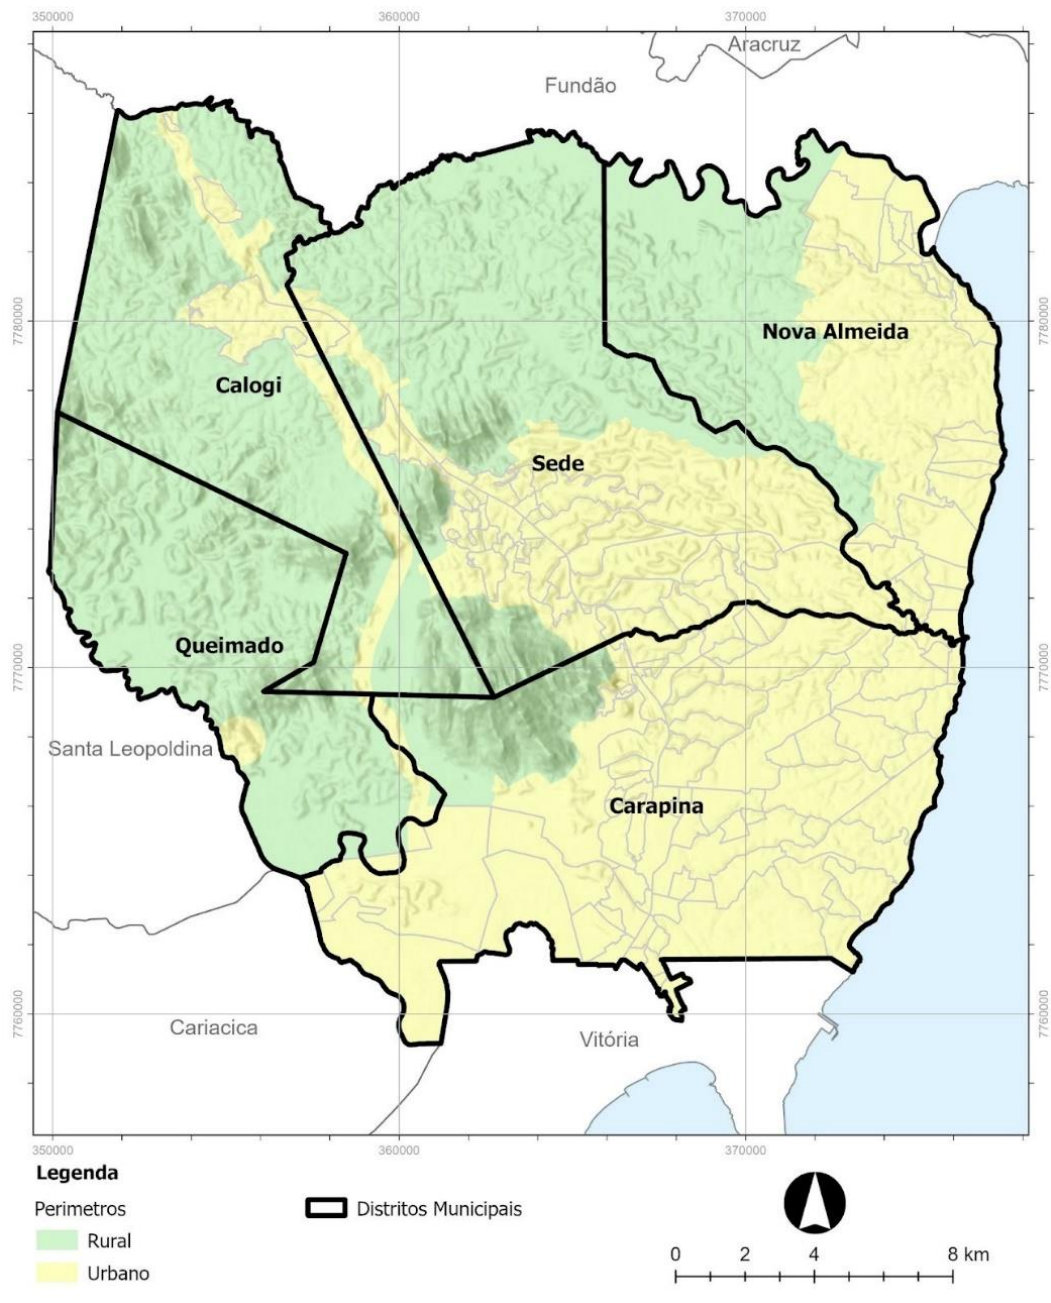 350000 360000 370000
Aracruz
Fundão
7780000 7780000
Nova Almeida
Calogi
Sede
Queimado
7770000 7770000
Santa Leopoldina
Carapina
7760000 7760000
Cariacica
Vitória
350000 360000 370000
Legenda
Perimetros
Distritos Municipais
Rural
Urbano
0 2 4 8 km